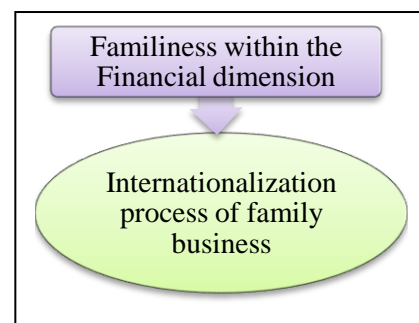 Familiness within the
Financial dimension
Internationalization
process of family
business